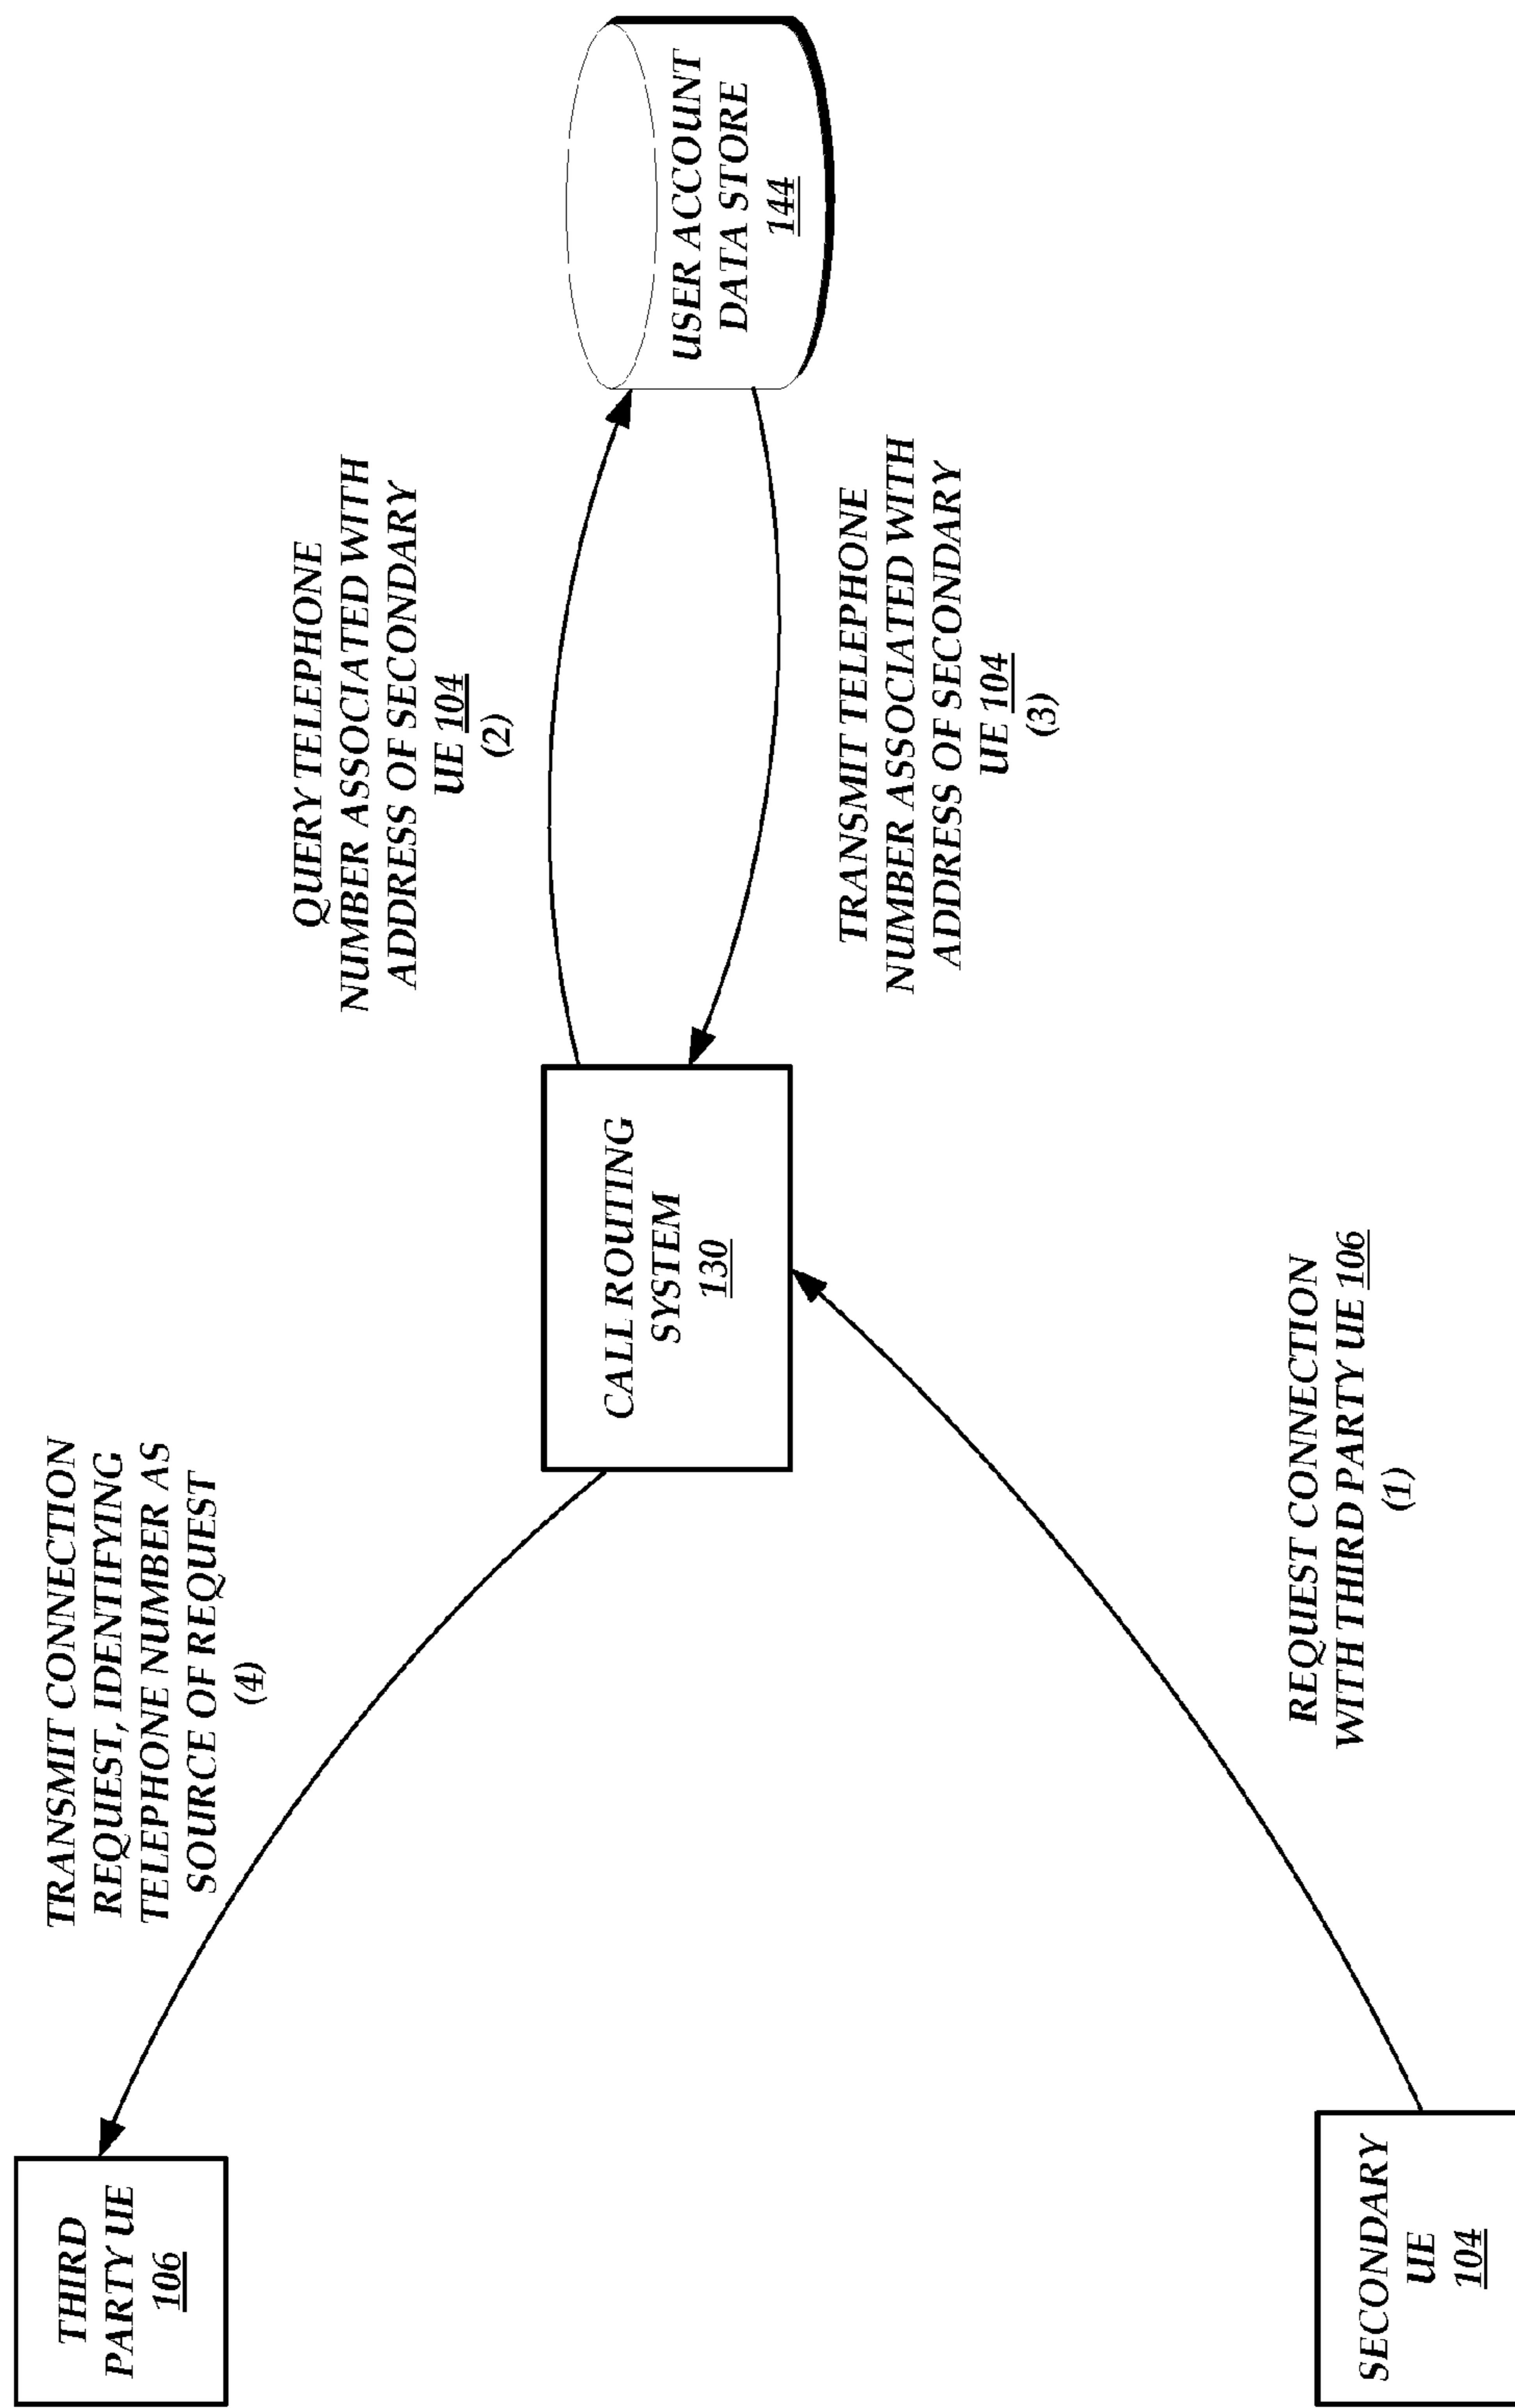 THIRD
PARTY UE
106
TRANSMIT CONNECTION
REQUEST, IDENTIFYING
TELEPHONE NUMBER AS
SOURCE OF REQUEST
(4)
QUERY TELEPHONE
NUMBER ASSOCIATED WITH
ADDRESS OF SECONDARY
UE 104
(2)
CALL ROUTING
SYSTEM
130
USER ACCOUNT
DATA STORE
144
TRANSMIT TELEPHONE
NUMBER ASSOCIATED WITH
ADDRESS OF SECONDARY
UE 104
(3)
REQUEST CONNECTION
WITH THIRD PARTY UE 106
(1)
SECONDARY
UE
104